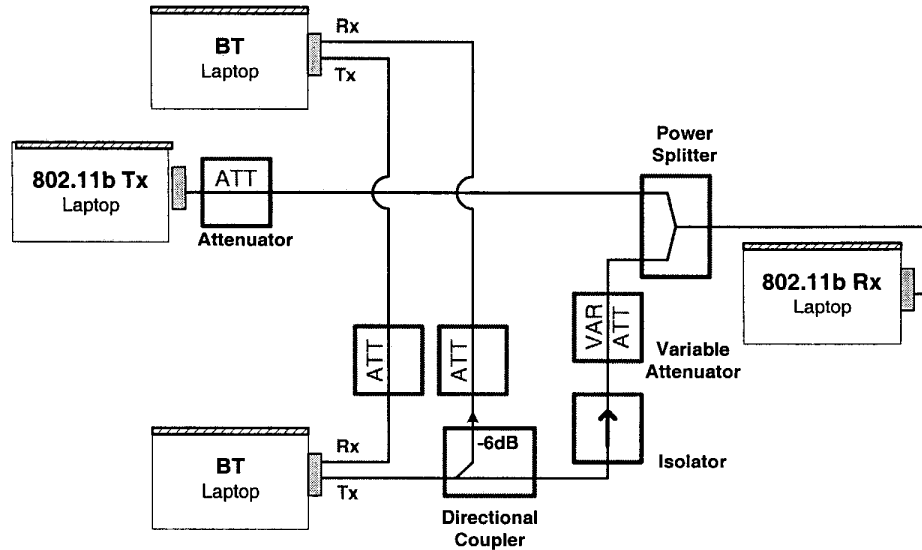 BT
Laptop
Rx
Tx
802.11b Tx
Laptop
ATT
Attenuator
Power
Splitter
802.11b Rx
Laptop
VAR
ATT
Variable
Attenuator
ATT
ATT
BT
Laptop
Rx
Tx
-6dB
Directional
Coupler
Isolator